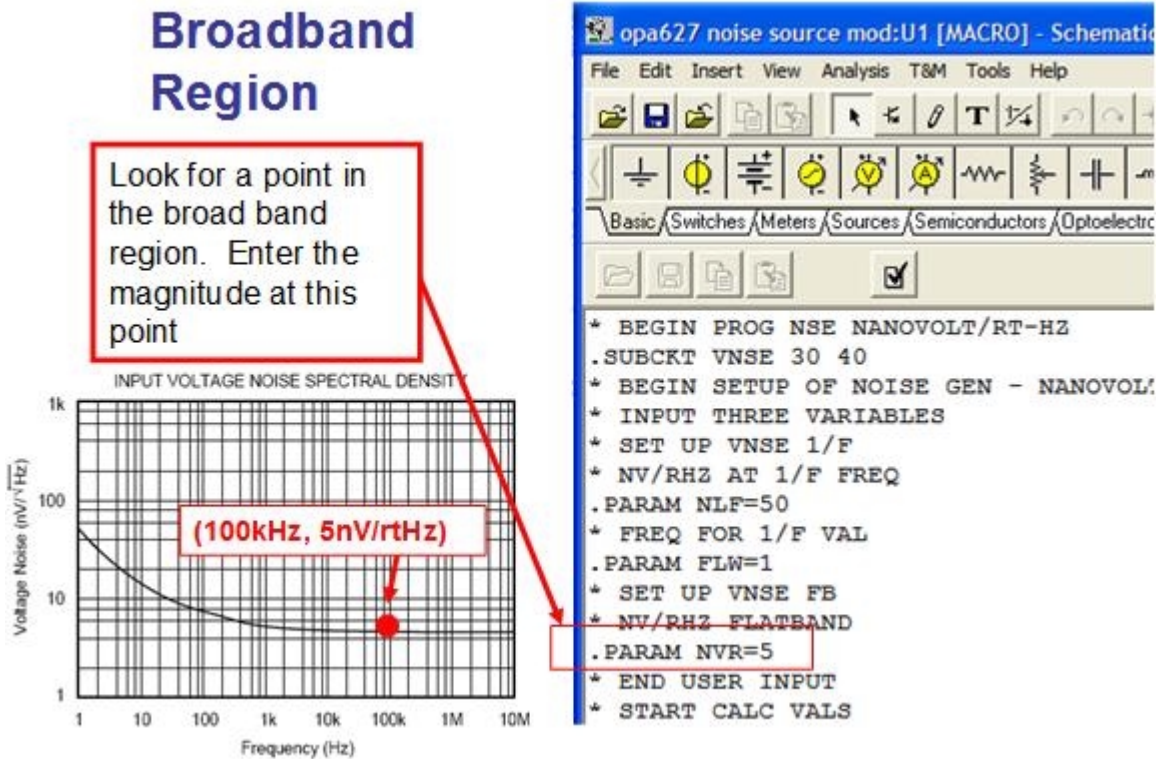 Broadband
Region
Look for a point in
the broad band
region. Enter the
magnitude at this
point
INPUT VOLTAGE NOISE SPECTRAL DENSITY
1k
100
10
1
Voltage Noise (nV/√Hz)
(100kHz, 5nV/rtHz)
1 10 100 1k 10k 100k 1M 10M
Frequency (Hz)
opa627 noise source mod:U1 [MACRO] - Schematic
File Edit Insert View Analysis T&M Tools Help
T
Basic Switches Meters Sources Semiconductors Optoelectro
* BEGIN PROG NSE NANOVOLT/RT-HZ
.SUBCKT VNSE 30 40
* BEGIN SETUP OF NOISE GEN - NANOVOL
* INPUT THREE VARIABLES
* SET UP VNSE 1/F
* NV/RHZ AT 1/F FREQ
.PARAM NLF=50
* FREQ FOR 1/F VAL
.PARAM FLW=1
* SET UP VNSE FB
* NV/RHZ FLATBAND
.PARAM NVR=5
* END USER INPUT
* START CALC VALS